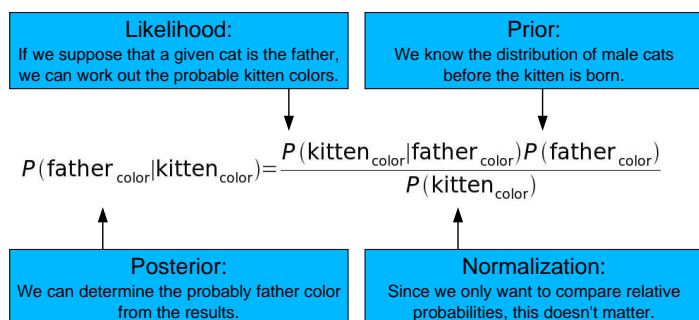 Likelihood:
If we suppose that a given cat is the father,
we can work out the probable kitten colors.
Prior:
We know the distribution of male cats
before the kitten is born.
P(father_color|kitten_color)=P(kitten_color|father_color)P(father_color)
P(kitten_color)
Posterior:
We can determine the probably father color
from the results.
Normalization:
Since we only want to compare relative
probabilities, this doesn't matter.